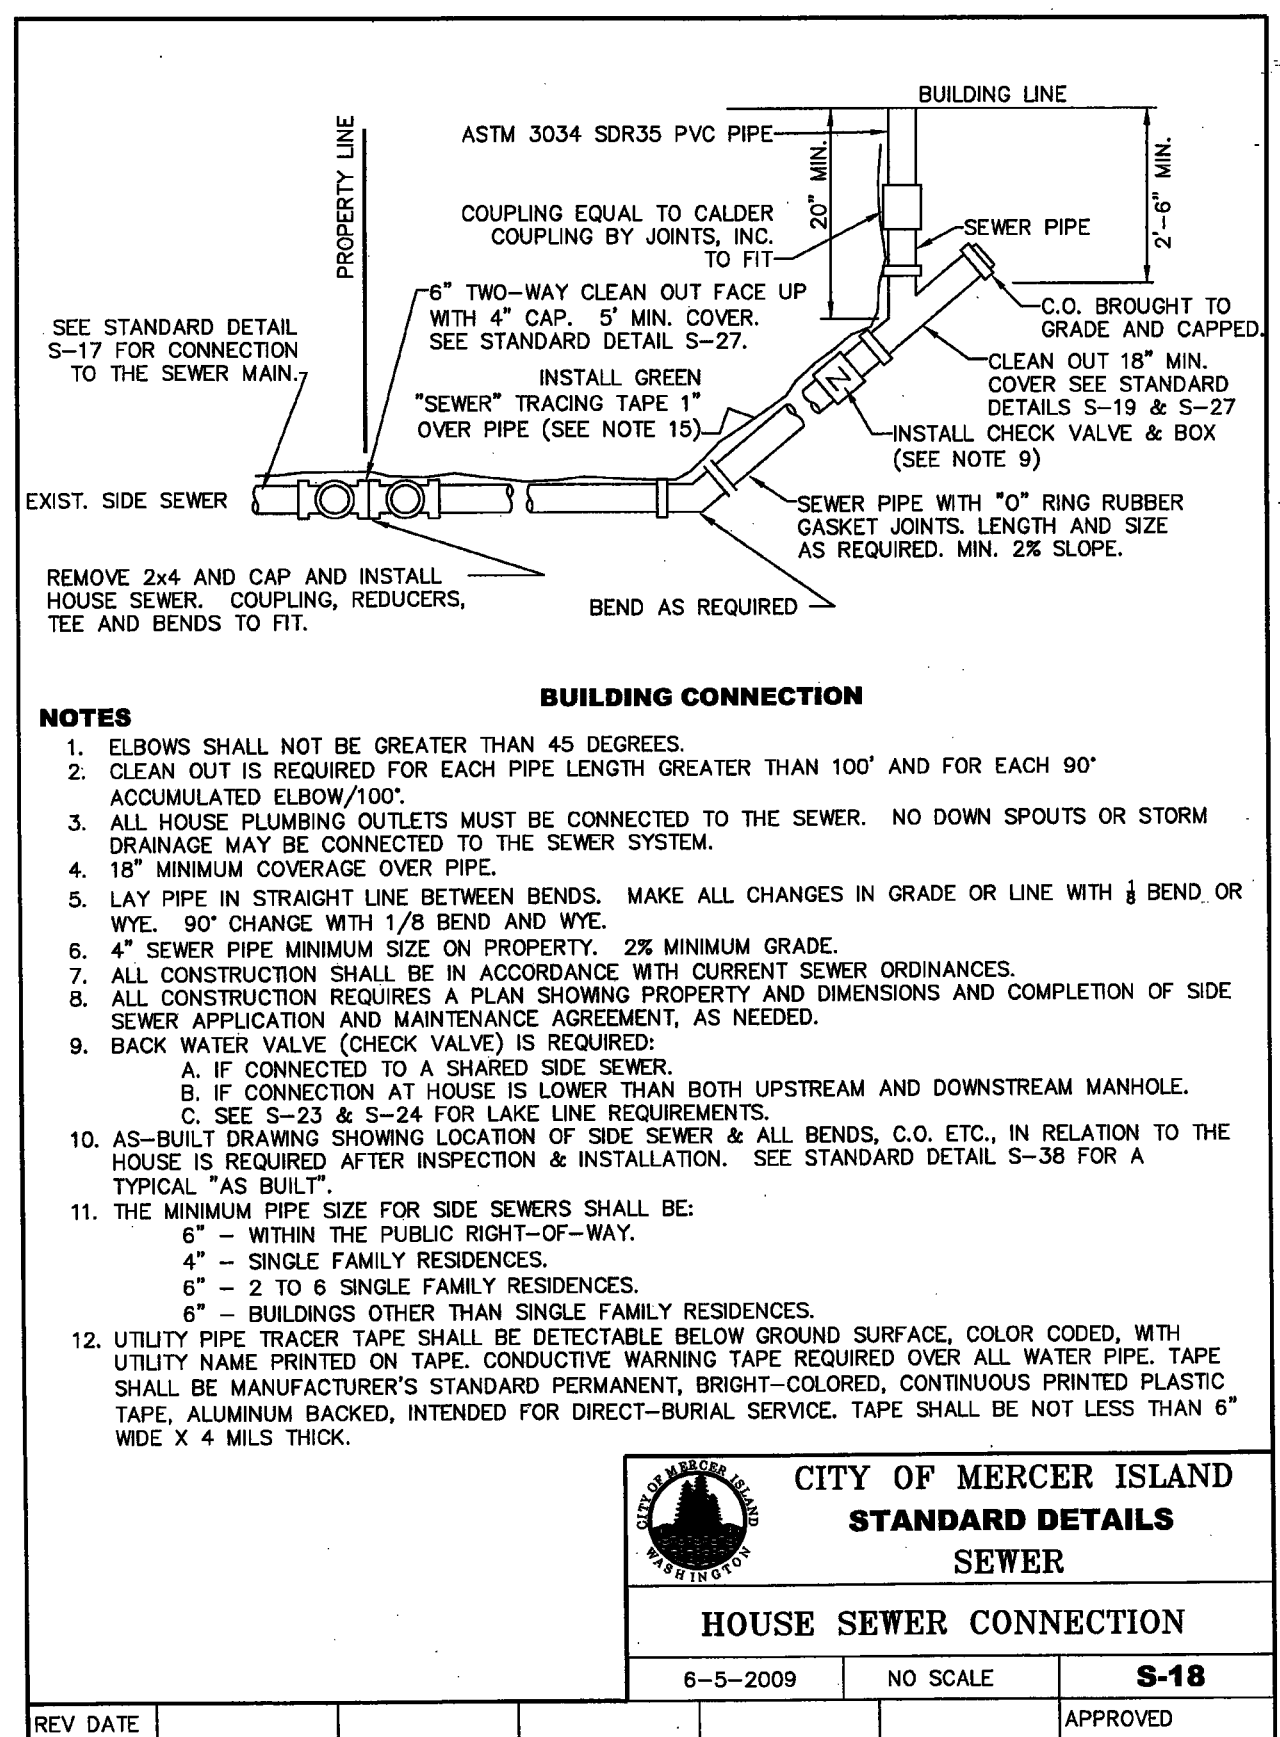 BUILDING LINE
PROPERTY LINE
ASTM 3034 SDR35 PVC PIPE
20" MIN.
2'-6" MIN.
COUPLING EQUAL TO CALDER
COUPLING BY JOINTS, INC.
TO FIT
SEWER PIPE
6" TWO-WAY CLEAN OUT FACE UP
WITH 4" CAP. 5' MIN. COVER.
SEE STANDARD DETAIL S-27.
C.O. BROUGHT TO
GRADE AND CAPPED.
SEE STANDARD DETAIL
S-17 FOR CONNECTION
TO THE SEWER MAIN.
CLEAN OUT 18" MIN.
COVER SEE STANDARD
DETAILS S-19 & S-27
INSTALL GREEN
"SEWER" TRACING TAPE 1"
OVER PIPE (SEE NOTE 15)
N
INSTALL CHECK VALVE & BOX
(SEE NOTE 9)
EXIST. SIDE SEWER
SEWER PIPE WITH "O" RING RUBBER
GASKET JOINTS. LENGTH AND SIZE
AS REQUIRED. MIN. 2% SLOPE.
REMOVE 2x4 AND CAP AND INSTALL
HOUSE SEWER. COUPLING, REDUCERS,
TEE AND BENDS TO FIT.
BEND AS REQUIRED
BUILDING CONNECTION
NOTES
1. ELBOWS SHALL NOT BE GREATER THAN 45 DEGREES.
2. CLEAN OUT IS REQUIRED FOR EACH PIPE LENGTH GREATER THAN 100' AND FOR EACH 90°
ACCUMULATED ELBOW/100°.
3. ALL HOUSE PLUMBING OUTLETS MUST BE CONNECTED TO THE SEWER. NO DOWN SPOUTS OR STORM
DRAINAGE MAY BE CONNECTED TO THE SEWER SYSTEM.
4. 18" MINIMUM COVERAGE OVER PIPE.
5. LAY PIPE IN STRAIGHT LINE BETWEEN BENDS. MAKE ALL CHANGES IN GRADE OR LINE WITH 1/8 BEND OR
WYE. 90° CHANGE WITH 1/8 BEND AND WYE.
6. 4" SEWER PIPE MINIMUM SIZE ON PROPERTY. 2% MINIMUM GRADE.
7. ALL CONSTRUCTION SHALL BE IN ACCORDANCE WITH CURRENT SEWER ORDINANCES.
8. ALL CONSTRUCTION REQUIRES A PLAN SHOWING PROPERTY AND DIMENSIONS AND COMPLETION OF SIDE
SEWER APPLICATION AND MAINTENANCE AGREEMENT, AS NEEDED.
9. BACK WATER VALVE (CHECK VALVE) IS REQUIRED:
A. IF CONNECTED TO A SHARED SIDE SEWER.
B. IF CONNECTION AT HOUSE IS LOWER THAN BOTH UPSTREAM AND DOWNSTREAM MANHOLE.
C. SEE S-23 & S-24 FOR LAKE LINE REQUIREMENTS.
10. AS-BUILT DRAWING SHOWING LOCATION OF SIDE SEWER & ALL BENDS, C.O. ETC., IN RELATION TO THE
HOUSE IS REQUIRED AFTER INSPECTION & INSTALLATION. SEE STANDARD DETAIL S-38 FOR A
TYPICAL "AS BUILT".
11. THE MINIMUM PIPE SIZE FOR SIDE SEWERS SHALL BE:
6" - WITHIN THE PUBLIC RIGHT-OF-WAY.
4" - SINGLE FAMILY RESIDENCES.
6" - 2 TO 6 SINGLE FAMILY RESIDENCES.
6" - BUILDINGS OTHER THAN SINGLE FAMILY RESIDENCES.
12. UTILITY PIPE TRACER TAPE SHALL BE DETECTABLE BELOW GROUND SURFACE, COLOR CODED, WITH
UTILITY NAME PRINTED ON TAPE. CONDUCTIVE WARNING TAPE REQUIRED OVER ALL WATER PIPE. TAPE
SHALL BE MANUFACTURER'S STANDARD PERMANENT, BRIGHT-COLORED, CONTINUOUS PRINTED PLASTIC
TAPE, ALUMINUM BACKED, INTENDED FOR DIRECT-BURIAL SERVICE. TAPE SHALL BE NOT LESS THAN 6"
WIDE X 4 MILS THICK.
CITY OF MERCER ISLAND
WASHINGTON
CITY OF MERCER ISLAND
STANDARD DETAILS
SEWER
HOUSE SEWER CONNECTION
6-5-2009 NO SCALE S-18
REV DATE APPROVED